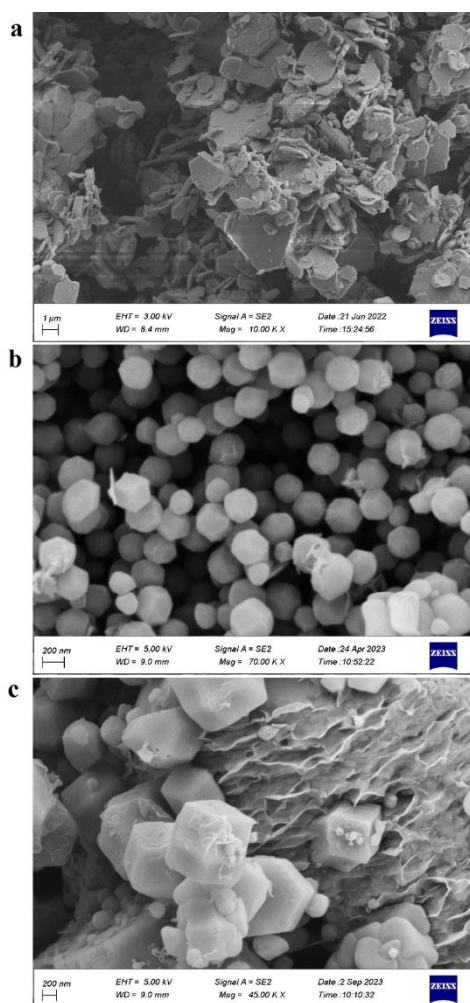 a
1 µm EHT = 3.00 kV Signal A = SE2 Date :21 Jun 2022 ZEISS
WD = 8.4 mm Mag = 10.00 K X Time :15:24:56
b
200 nm EHT = 5.00 kV Signal A = SE2 Date :24 Apr 2023 ZEISS
WD = 9.0 mm Mag = 70.00 K X Time :10:52:22
c
200 nm EHT = 5.00 kV Signal A = SE2 Date :2 Sep 2023 ZEISS
WD = 9.0 mm Mag = 45.00 K X Time :10:10:32